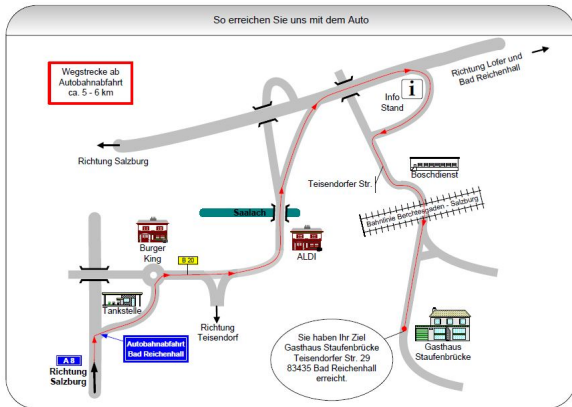 So erreichen Sie uns mit dem Auto
Wegstrecke ab
Autobahnabfahrt
ca. 5 - 6 km
Richtung Lofer und
Bad Reichenhall
i
Info
Stand
Richtung Salzburg
Boschdienst
Teisendorfer Str.
Saalach
Bahnlinie Berchtesgaden - Salzburg
Burger
King
ALDI
B 20
Tankstelle
Richtung
Teisendorf
Autobahnabfahrt
Bad Reichenhall
A 8
Richtung
Salzburg
Sie haben Ihr Ziel
Gasthaus Staufenbrücke
Teisendorfer Str. 29
83435 Bad Reichenhall
erreicht.
Gasthaus
Staufenbrücke